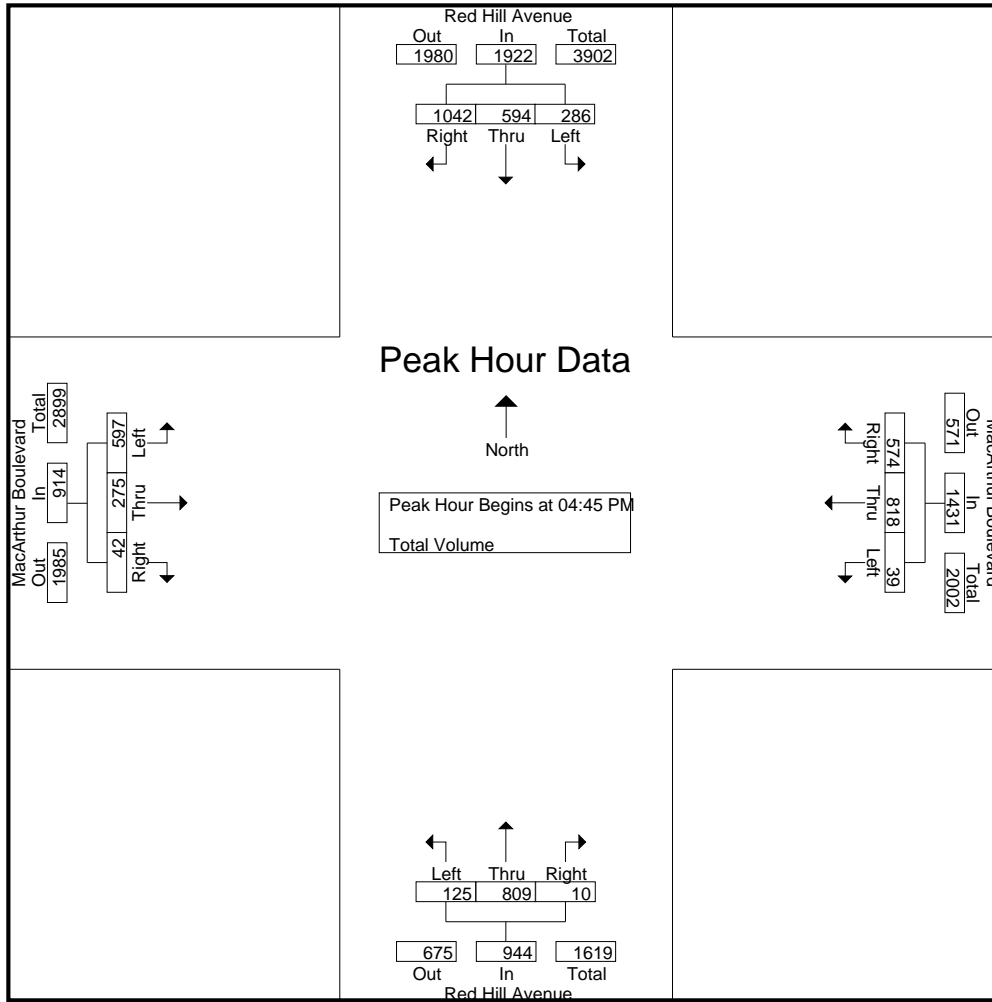 Red Hill Avenue
Out In Total
1980 1922 3902
1042 594 286
Right Thru Left
Peak Hour Data
North
Peak Hour Begins at 04:45 PM
Total Volume
MacArthur Boulevard
Total In Out
2899 914 1985
597 275 42
Left Thru Right
MacArthur Boulevard
Out In Total
571 1431 2002
574 818 39
Right Thru Left
Left Thru Right
125 809 10
675 944 1619
Out In Total
Red Hill Avenue